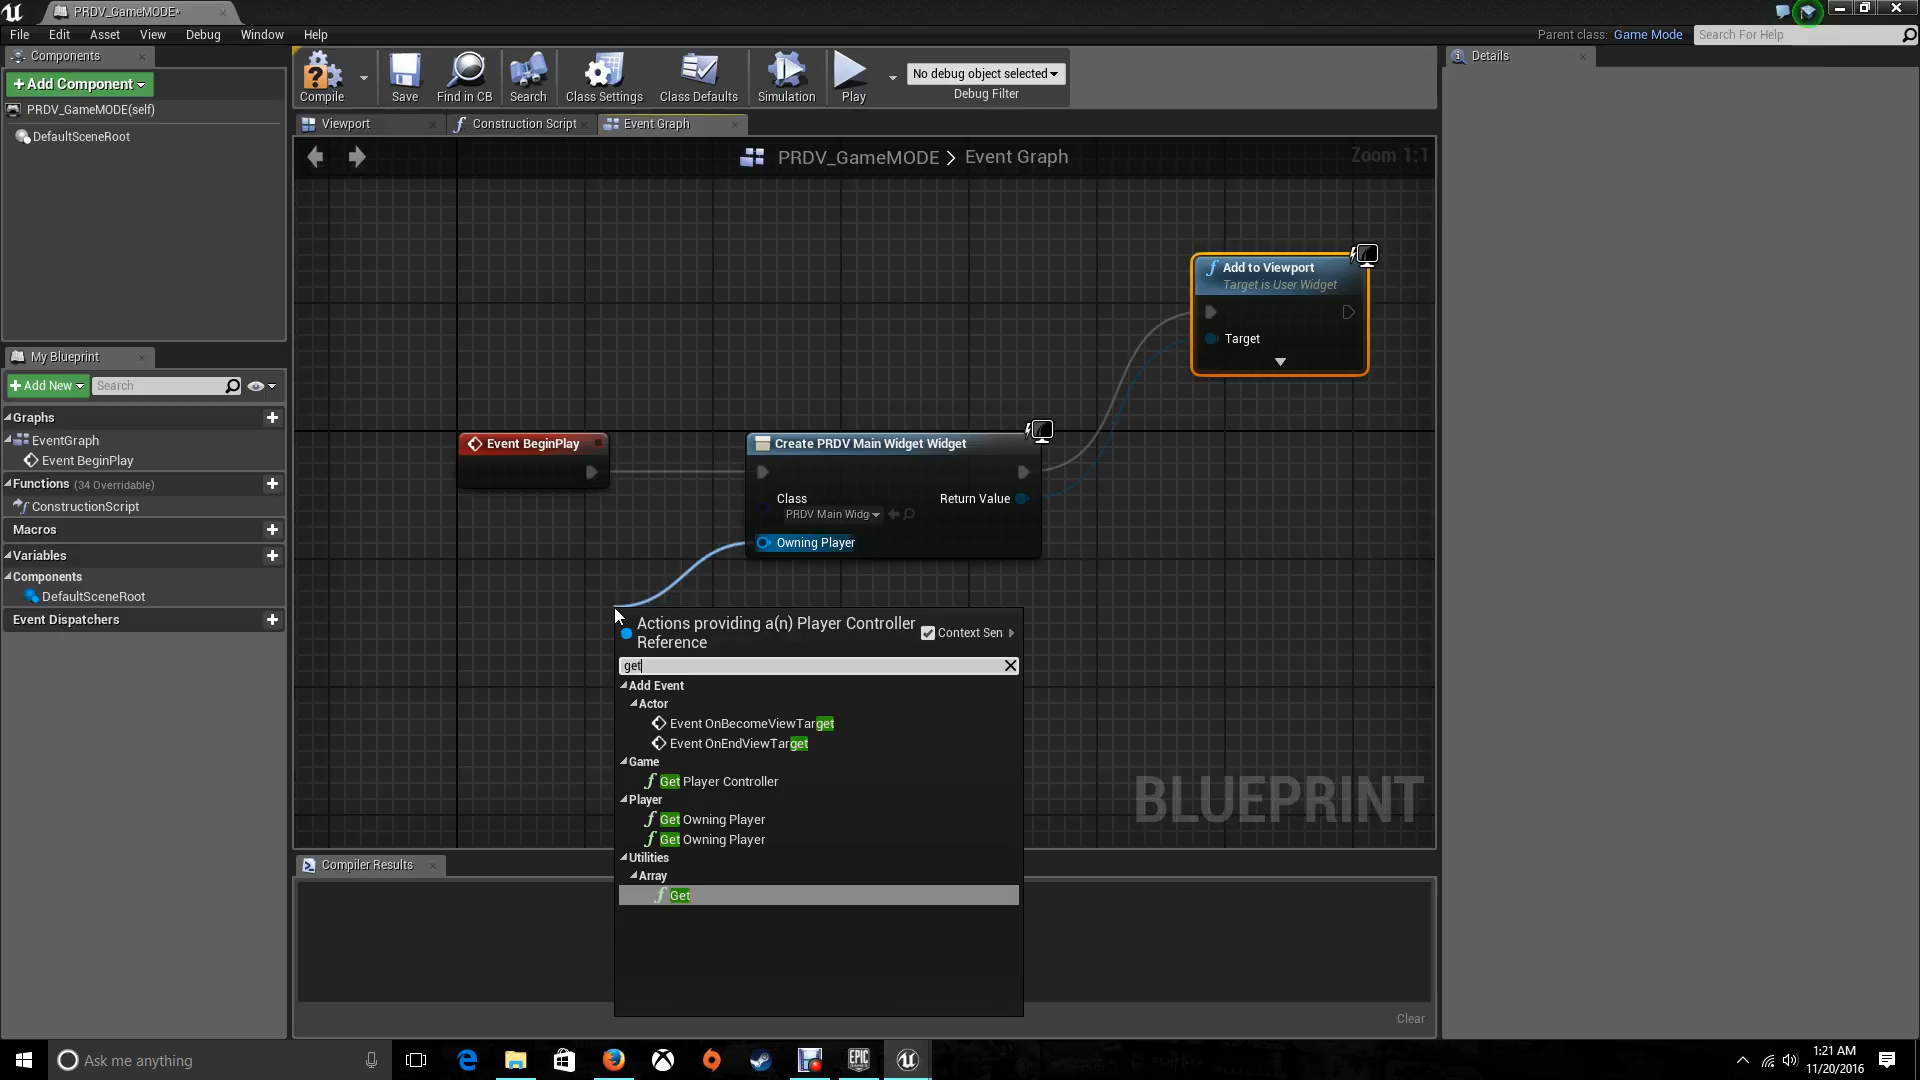 PRDV_GameMODE*
File Edit Asset View Debug Window Help
Parent class: Game Mode
Search For Help
Components
+Add Component
PRDV_GameMODE(self)
DefaultSceneRoot
Compile
Save
Find in CB
Search
Class Settings
Class Defaults
Simulation
Play
No debug object selected
Debug Filter
Details
Viewport
Construction Script
Event Graph
PRDV_GameMODE > Event Graph
Zoom 1:1
Add to Viewport
Target is User Widget
Target
Event BeginPlay
Create PRDV Main Widget Widget
Class
PRDV Main Widg
Return Value
Owning Player
My Blueprint
+Add New
Search
Graphs
EventGraph
Event BeginPlay
Functions (34 Overridable)
ConstructionScript
Macros
Variables
Components
DefaultSceneRoot
Event Dispatchers
Actions providing a(n) Player Controller
Reference
Context Sen
get
Add Event
Actor
Event OnBecomeViewTarget
Event OnEndViewTarget
Game
Get Player Controller
Player
Get Owning Player
Get Owning Player
Utilities
Array
Get
BLUEPRINT
Compiler Results
Clear
Ask me anything
EPIC
GAMES
1:21 AM
11/20/2016